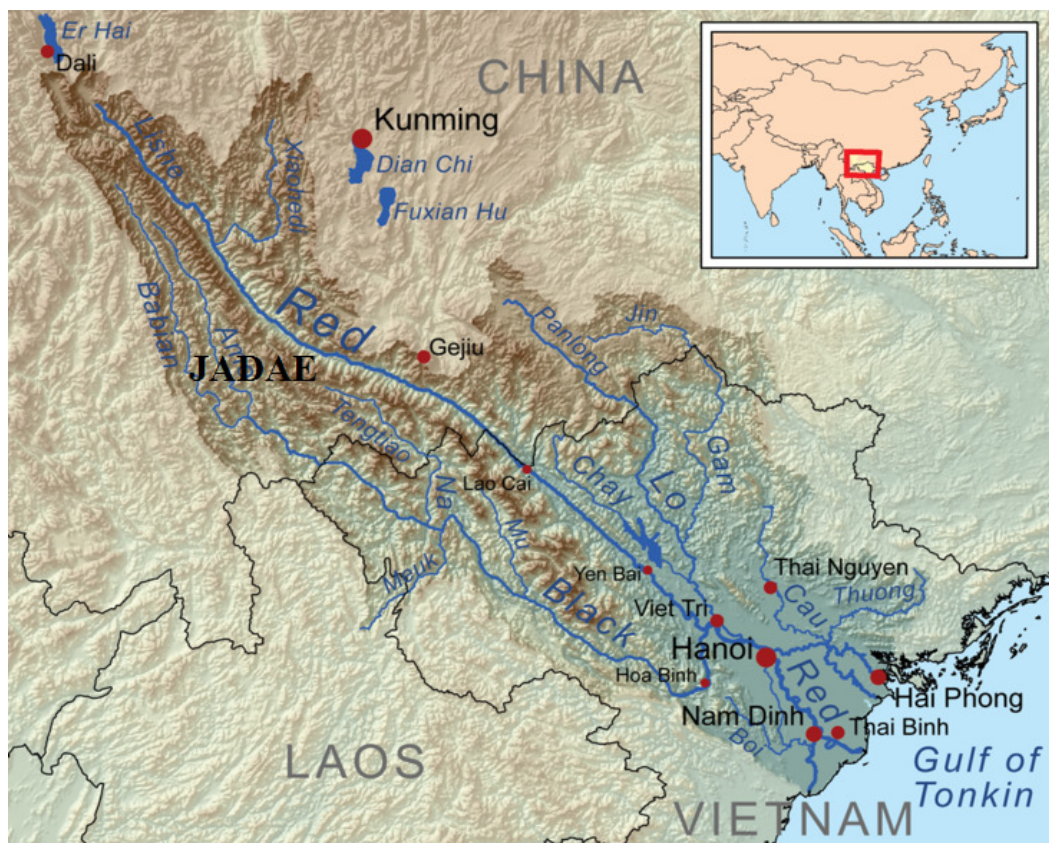 Er Hai
Dali
CHINA
Kunming
Dian Chi
Fuxian Hu
Lishe
Xiaohedi
Red
Babian
JADAE
Gejiu
Panlong
Jin
Tengtiao
Lao Cai
Chay
Lo
Gam
Na
Mu
Meuk
Black
Yen Bai
Thai Nguyen
Thuong
Cau
Viet Tri
Hanoi
Hoa Binh
Red
Hai Phong
Nam Dinh
Thai Binh
Boi
LAOS
Gulf of
Tonkin
VIETNAM